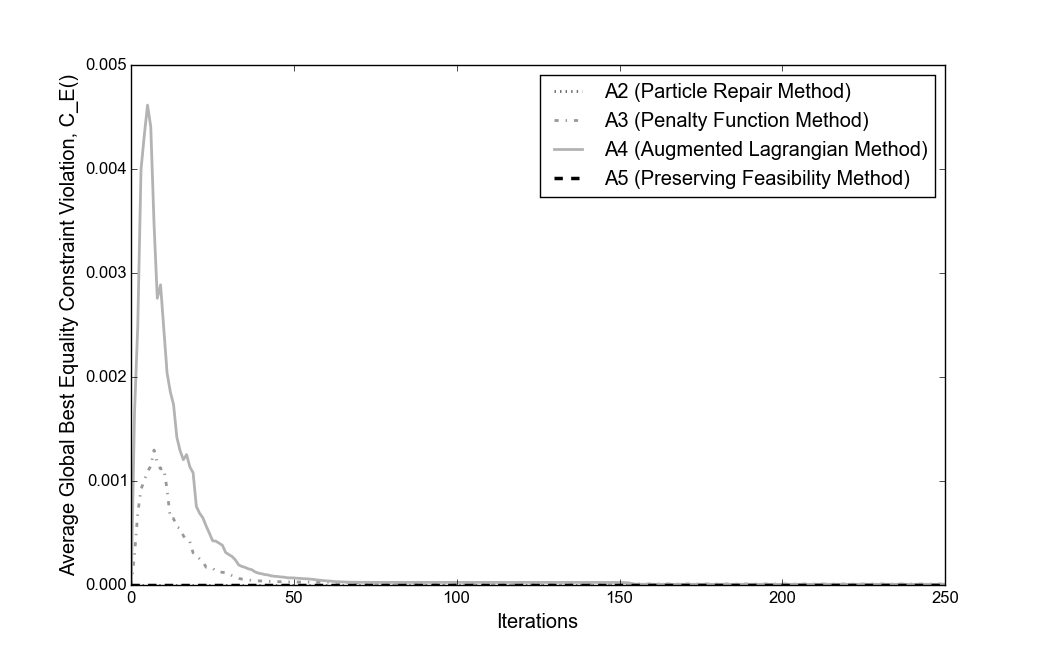 0.005
0.004
0.003
0.002
0.001
0.000
Average Global Best Equality Constraint Violation, C_E()
A2 (Particle Repair Method)
A3 (Penalty Function Method)
A4 (Augmented Lagrangian Method)
A5 (Preserving Feasibility Method)
0 50 100 150 200 250
Iterations